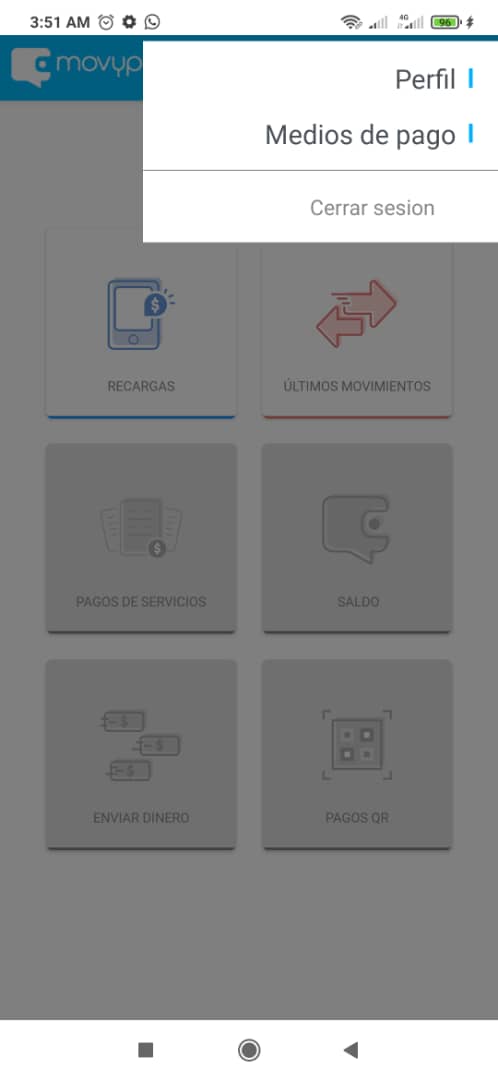 3:51 AM
4G
96
movyp
Perfil
Medios de pago
Cerrar sesion
$
RECARGAS
ÚLTIMOS MOVIMIENTOS
$
PAGOS DE SERVICIOS
SALDO
$
$
$
ENVIAR DINERO
PAGOS QR